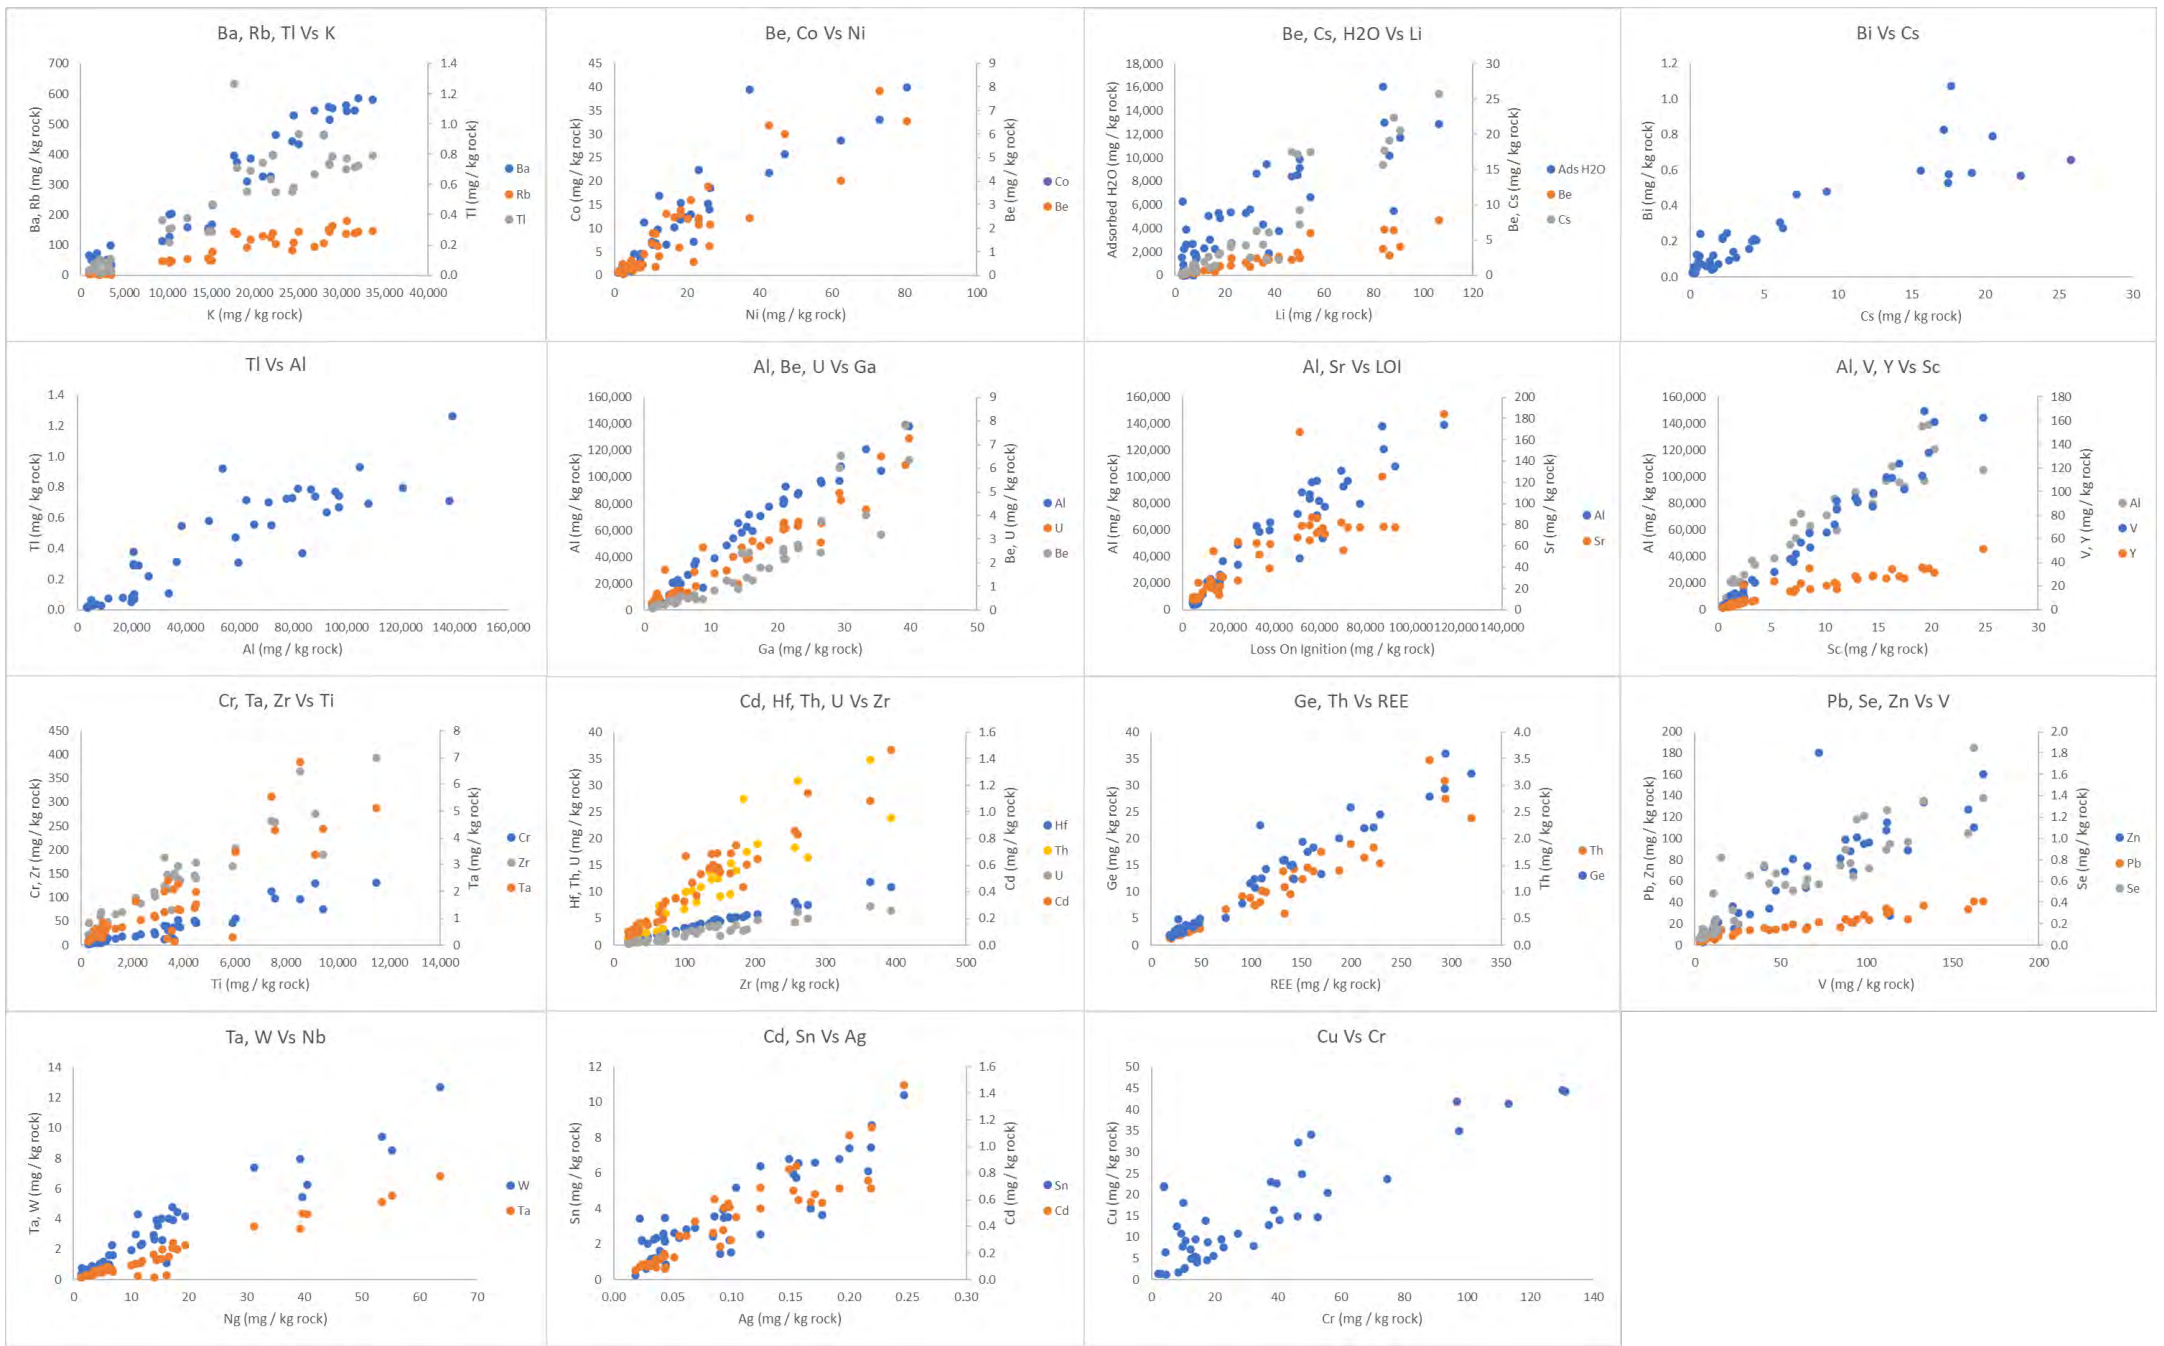 Ba, Rb, Tl Vs K
700
600
500
400
300
200
100
0
Ba, Rb (mg / kg rock)
1.4
1.2
1.0
0.8
0.6
0.4
0.2
0.0
Tl (mg / kg rock)
0 5,000 10,000 15,000 20,000 25,000 30,000 35,000 40,000
K (mg / kg rock)
Ba
Rb
Tl
Be, Co Vs Ni
45
40
35
30
25
20
15
10
5
0
Co (mg / kg rock)
9
8
7
6
5
4
3
2
1
0
Be (mg / kg rock)
0 20 40 60 80 100
Ni (mg / kg rock)
Co
Be
Be, Cs, H2O Vs Li
18,000
16,000
14,000
12,000
10,000
8,000
6,000
4,000
2,000
0
Adsorbed H2O (mg / kg rock)
30
25
20
15
10
5
0
Be, Cs (mg / kg rock)
0 20 40 60 80 100 120
Li (mg / kg rock)
Ads H2O
Be
Cs
Bi Vs Cs
1.2
1.0
0.8
0.6
0.4
0.2
0.0
Bi (mg / kg rock)
0 5 10 15 20 25 30
Cs (mg / kg rock)
Tl Vs Al
1.4
1.2
1.0
0.8
0.6
0.4
0.2
0.0
Tl (mg / kg rock)
0 20,000 40,000 60,000 80,000 100,000 120,000 140,000 160,000
Al (mg / kg rock)
Al, Be, U Vs Ga
160,000
140,000
120,000
100,000
80,000
60,000
40,000
20,000
0
Al (mg / kg rock)
9
8
7
6
5
4
3
2
1
0
Be, U (mg / kg rock)
0 10 20 30 40 50
Ga (mg / kg rock)
Al
U
Be
Al, Sr Vs LOI
160,000
140,000
120,000
100,000
80,000
60,000
40,000
20,000
0
Al (mg / kg rock)
200
180
160
140
120
100
80
60
40
20
0
Sr (mg / kg rock)
0 20,000 40,000 60,000 80,000 100,000 120,000 140,000
Loss On Ignition (mg / kg rock)
Al
Sr
Al, V, Y Vs Sc
160,000
140,000
120,000
100,000
80,000
60,000
40,000
20,000
0
Al (mg / kg rock)
180
160
140
120
100
80
60
40
20
0
V, Y (mg / kg rock)
0 5 10 15 20 25 30
Sc (mg / kg rock)
Al
V
Y
Cr, Ta, Zr Vs Ti
450
400
350
300
250
200
150
100
50
0
Cr, Zr (mg / kg rock)
8
7
6
5
4
3
2
1
0
Ta (mg / kg rock)
0 2,000 4,000 6,000 8,000 10,000 12,000 14,000
Ti (mg / kg rock)
Cr
Zr
Ta
Cd, Hf, Th, U Vs Zr
40
35
30
25
20
15
10
5
0
Hf, Th, U (mg / kg rock)
1.6
1.4
1.2
1.0
0.8
0.6
0.4
0.2
0.0
Cd (mg / kg rock)
0 100 200 300 400 500
Zr (mg / kg rock)
Hf
Th
U
Cd
Ge, Th Vs REE
40
35
30
25
20
15
10
5
0
Ge (mg / kg rock)
4.0
3.5
3.0
2.5
2.0
1.5
1.0
0.5
0.0
Th (mg / kg rock)
0 50 100 150 200 250 300 350
REE (mg / kg rock)
Th
Ge
Pb, Se, Zn Vs V
200
180
160
140
120
100
80
60
40
20
0
Pb, Zn (mg / kg rock)
2.0
1.8
1.6
1.4
1.2
1.0
0.8
0.6
0.4
0.2
0.0
Se (mg / kg rock)
0 50 100 150 200
V (mg / kg rock)
Zn
Pb
Se
Ta, W Vs Nb
14
12
10
8
6
4
2
0
Ta, W (mg / kg rock)
0 10 20 30 40 50 60 70
Ng (mg / kg rock)
W
Ta
Cd, Sn Vs Ag
12
10
8
6
4
2
0
Sn (mg / kg rock)
1.6
1.4
1.2
1.0
0.8
0.6
0.4
0.2
0.0
Cd (mg / kg rock)
0.00 0.05 0.10 0.15 0.20 0.25 0.30
Ag (mg / kg rock)
Sn
Cd
Cu Vs Cr
50
45
40
35
30
25
20
15
10
5
0
Cu (mg / kg rock)
0 20 40 60 80 100 120 140
Cr (mg / kg rock)